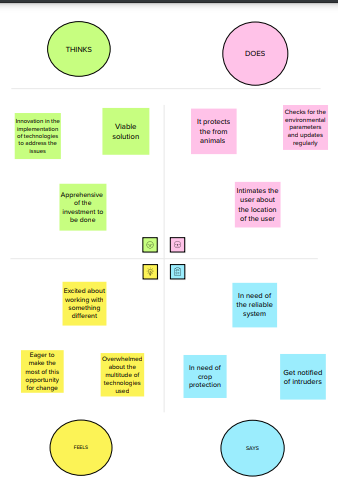 THINKS
DOES
Innovation in the
implementation
of technologies
to address the
issues
Viable
solution
It protects
the from
animals
Checks for the
environmental
parameters
and updates
regularly
Apprehensive
of the
investment to
be done
Intimates the
user about
the location
of the user
Excited about
working with
something
different
In need of
the reliable
system
Eager to
make the
most of this
opportunity
for change
Overwhelmed
about the
multitude of
technologies
used
In need of
crop
protection
Get notified
of intruders
FEELS
SAYS